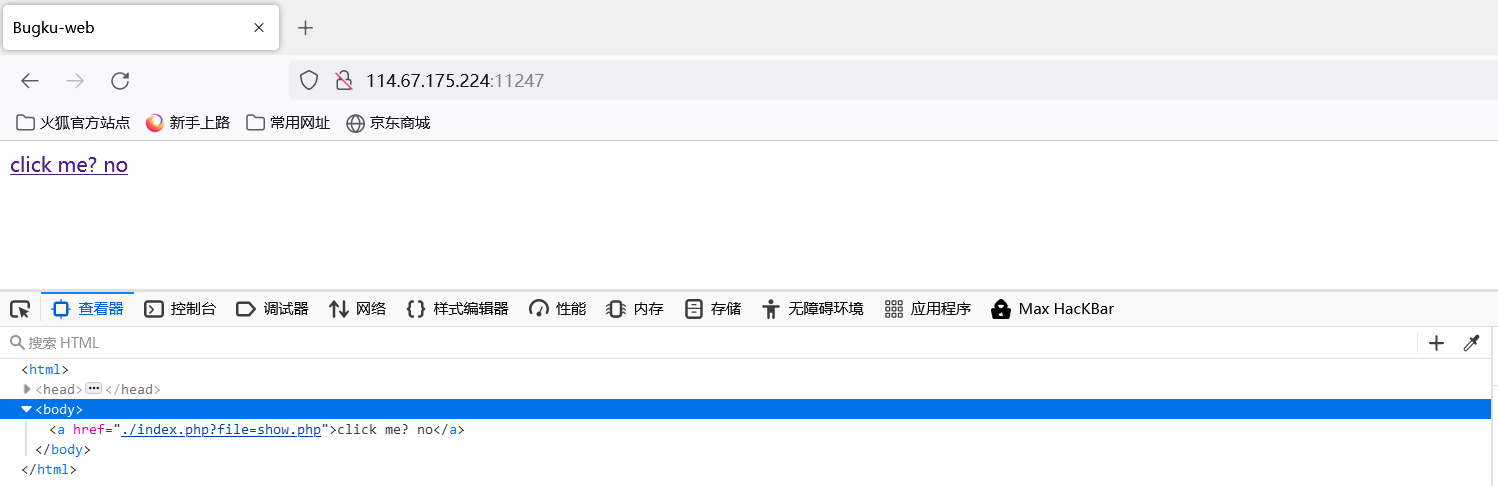 Bugku-web
114.67.175.224:11247
火狐官方站点 新手上路 常用网址 京东商城
click me? no
查看器 控制台 调试器 网络 样式编辑器 性能 内存 存储 无障碍环境 应用程序 Max HacKBar
搜索 HTML
<html>
<head> ••• </head>
<body>
<a href="./index.php?file=show.php">click me? no</a>
</body>
</html>